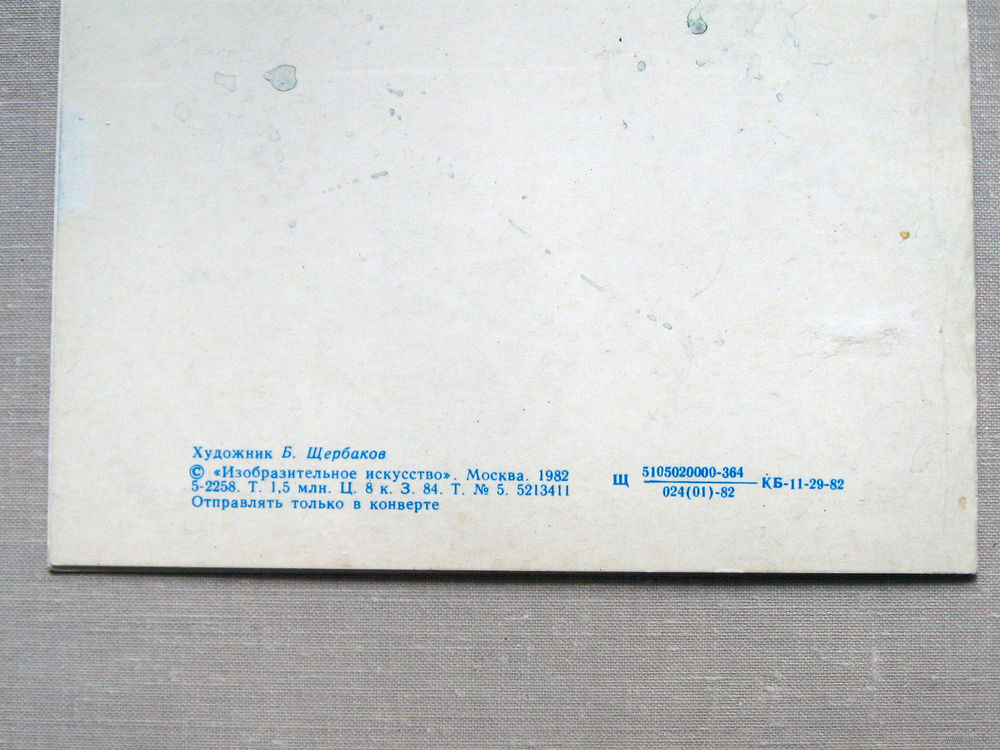 Художник Б. Щербаков
© «Изобразительное искусство». Москва. 1982
5-2258. Т. 1,5 млн. Ц. 8 к. З. 84. Т. № 5. 5213411
Отправлять только в конверте
Щ 5105020000-364
024(01)-82
КБ-11-29-82